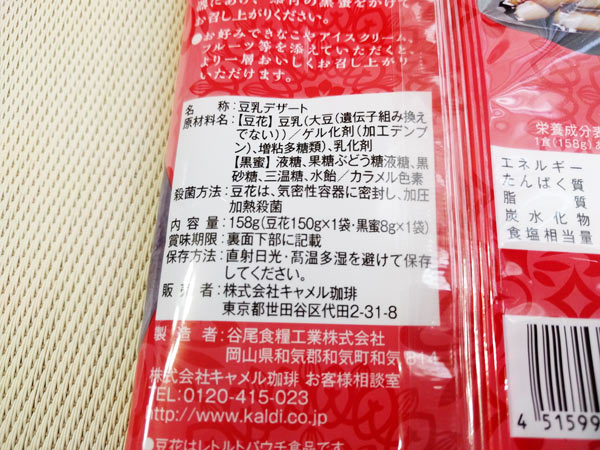 召し上がりください。
●お好みできなこやアイスクリーム、
フルーツ等を添えていただくと、
より一層おいしくお召し上がり
いただけます。
名　　称：豆乳デザート
原材料名：【豆花】豆乳（大豆（遺伝子組み換え
でない））／ゲル化剤（加工デンプ
ン）、増粘多糖類）、乳化剤
【黒蜜】液糖、果糖ぶどう糖液糖、黒
砂糖、三温糖、水飴／カラメル色素
殺菌方法：豆花は、気密性容器に密封し、加圧
加熱殺菌
内 容 量：158g（豆花150g×1袋・黒蜜8g×1袋）
賞味期限：裏面下部に記載
保存方法：直射日光・高温多湿を避けて保存
してください。
販 売 者：株式会社キャメル珈琲
東京都世田谷区代田2-31-8
製 造 者：谷尾食糧工業株式会社
岡山県和気郡和気町和気814
株式会社キャメル珈琲 お客様相談室
TEL:0120-415-023
http://www.kaldi.co.jp
●豆花はレトルトパウチ食品です。
栄養成分表
1食（158g）
エネルギー
たんぱく質
脂　　質
炭水化物
食塩相当量
4 51599